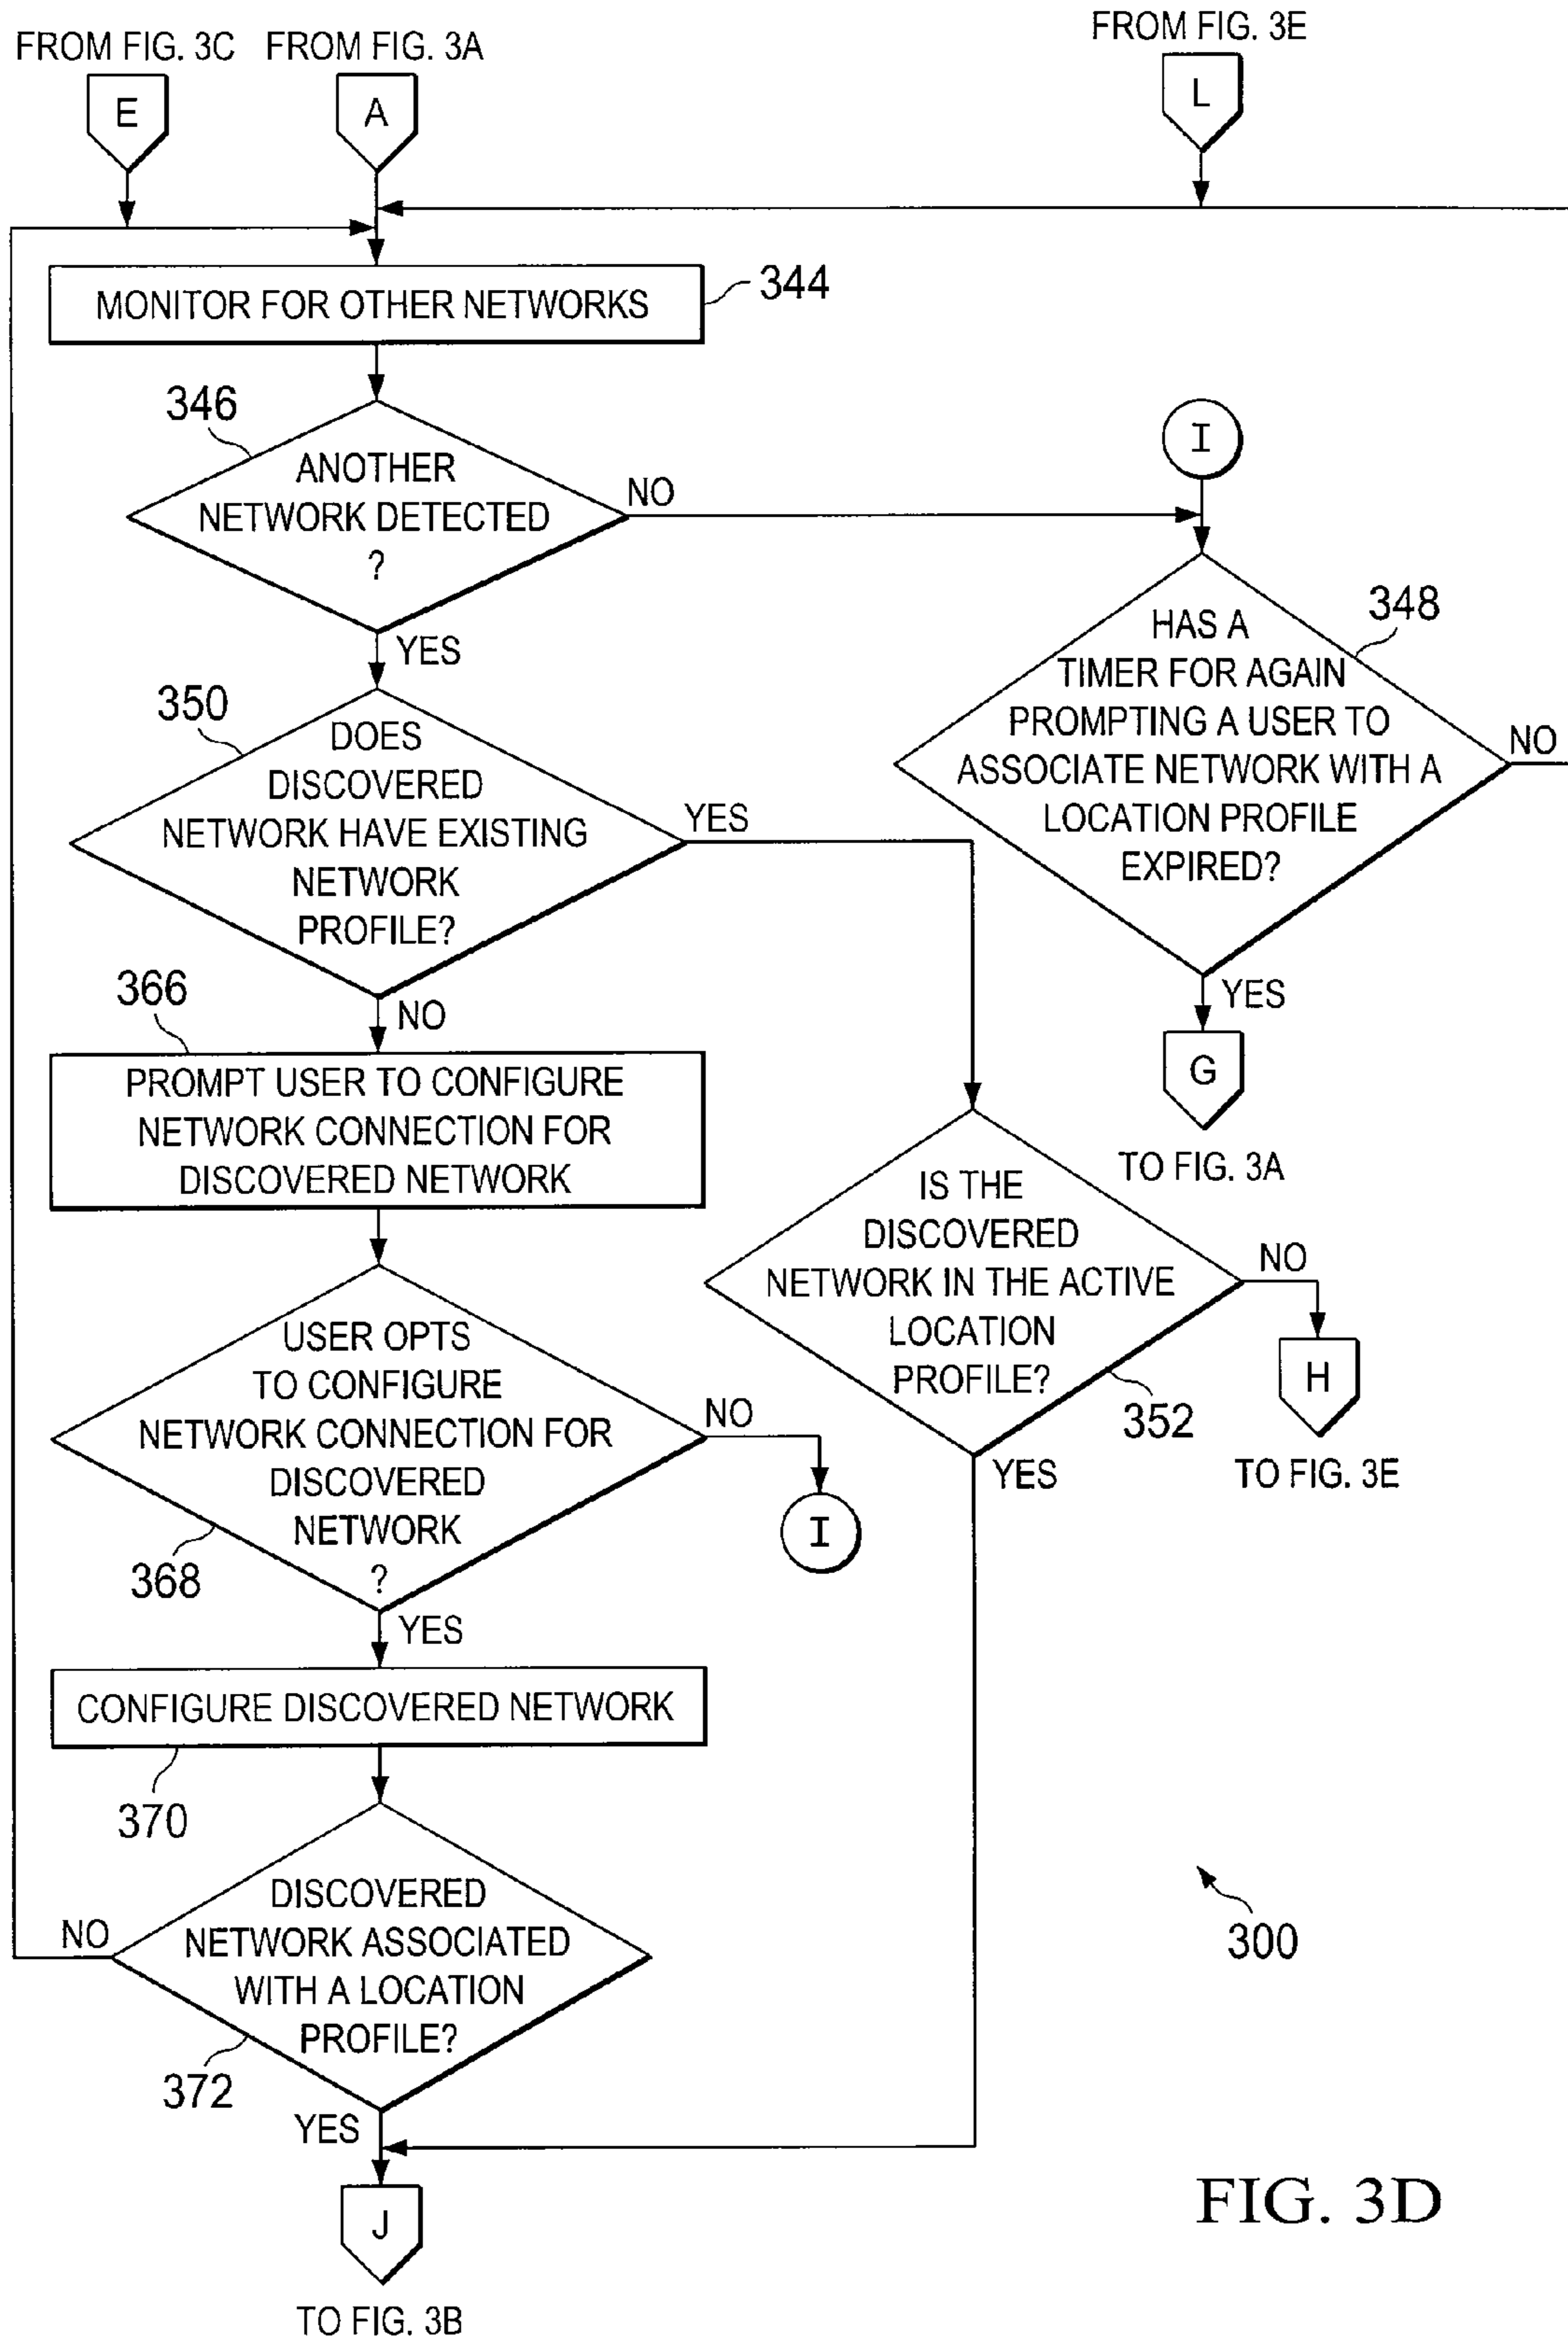 FROM FIG. 3C
FROM FIG. 3A
FROM FIG. 3E
E
A
L
MONITOR FOR OTHER NETWORKS
344
346
ANOTHER
NETWORK DETECTED
?
NO
YES
I
348
HAS A
TIMER FOR AGAIN
PROMPTING A USER TO
ASSOCIATE NETWORK WITH A
LOCATION PROFILE
EXPIRED?
NO
YES
G
TO FIG. 3A
350
DOES
DISCOVERED
NETWORK HAVE EXISTING
NETWORK
PROFILE?
YES
NO
366
PROMPT USER TO CONFIGURE
NETWORK CONNECTION FOR
DISCOVERED NETWORK
IS THE
DISCOVERED
NETWORK IN THE ACTIVE
LOCATION
PROFILE?
352
NO
H
TO FIG. 3E
YES
USER OPTS
TO CONFIGURE
NETWORK CONNECTION FOR
DISCOVERED
NETWORK
?
368
NO
I
YES
CONFIGURE DISCOVERED NETWORK
370
DISCOVERED
NETWORK ASSOCIATED
WITH A LOCATION
PROFILE?
372
NO
YES
J
TO FIG. 3B
300
FIG. 3D